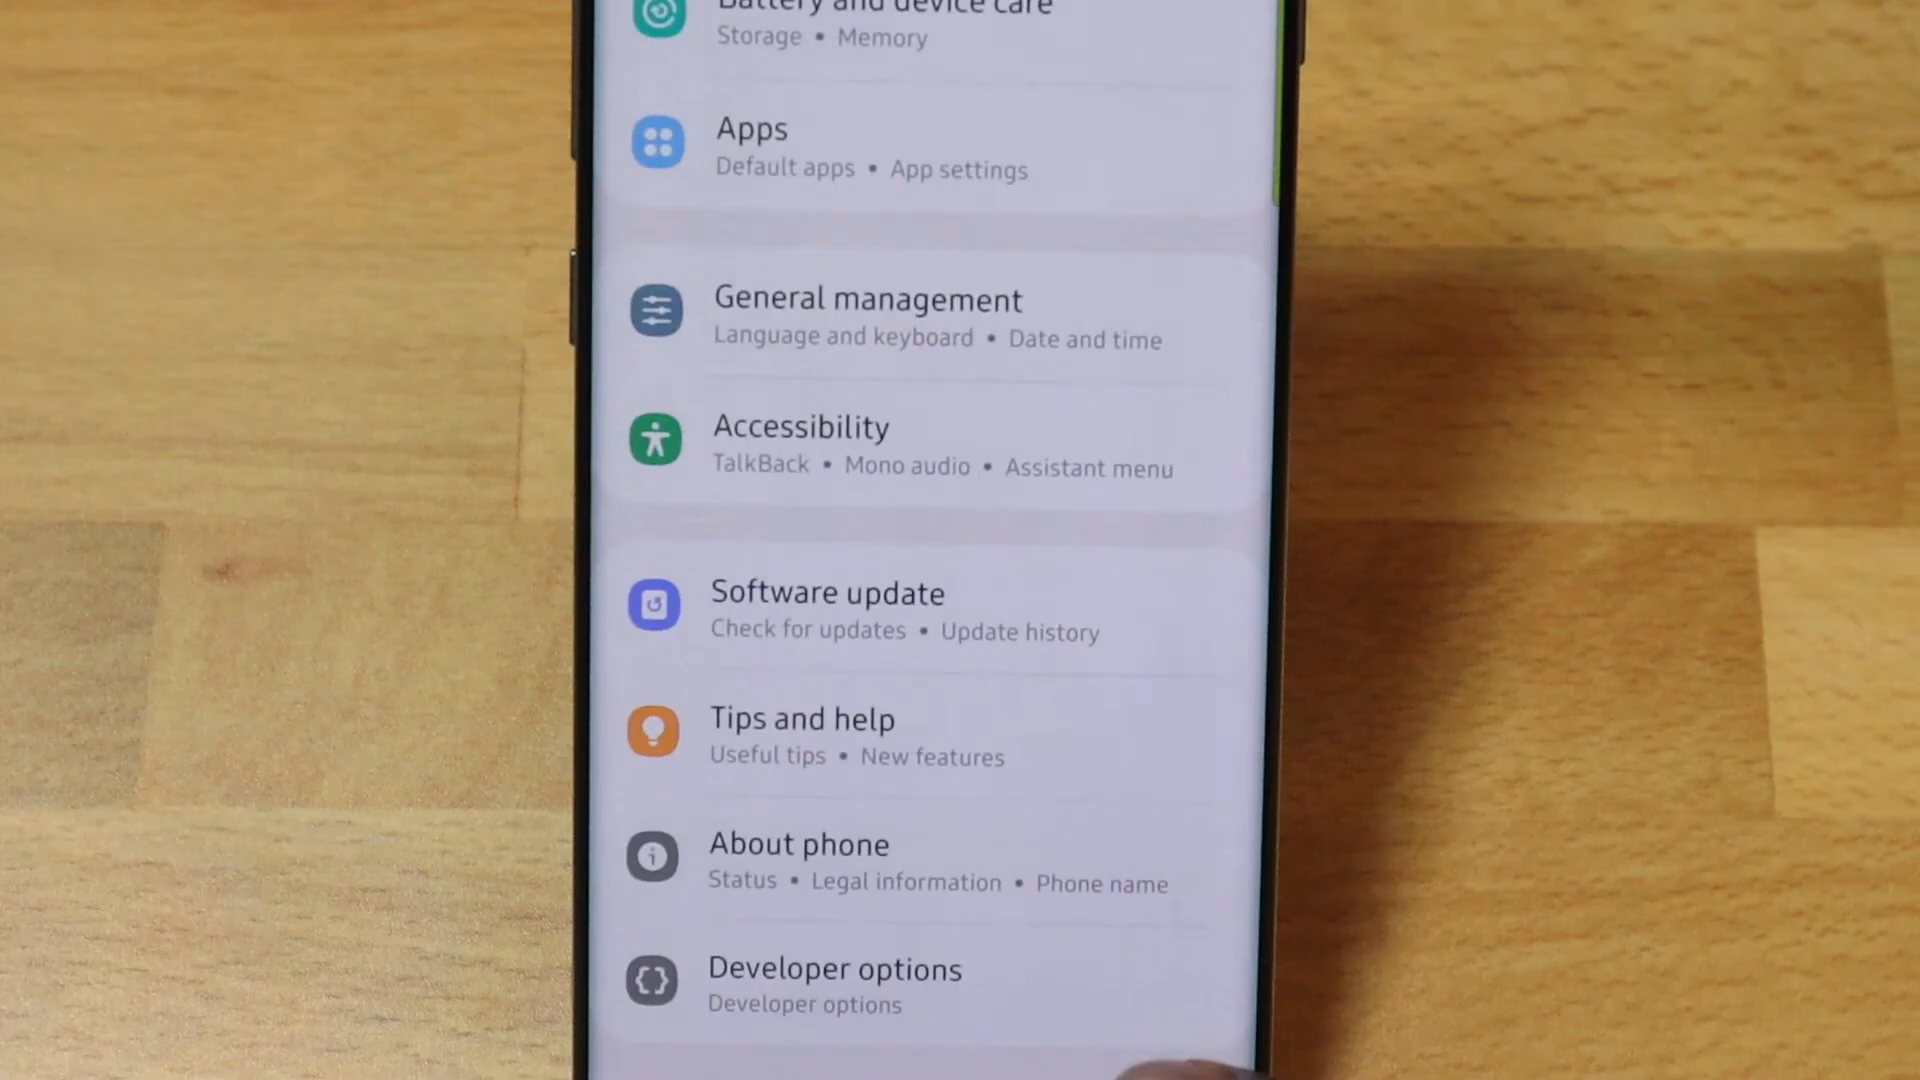 Battery and device care
Storage • Memory
Apps
Default apps • App settings
General management
Language and keyboard • Date and time
Accessibility
TalkBack • Mono audio • Assistant menu
Software update
Check for updates • Update history
Tips and help
Useful tips • New features
About phone
Status • Legal information • Phone name
Developer options
Developer options